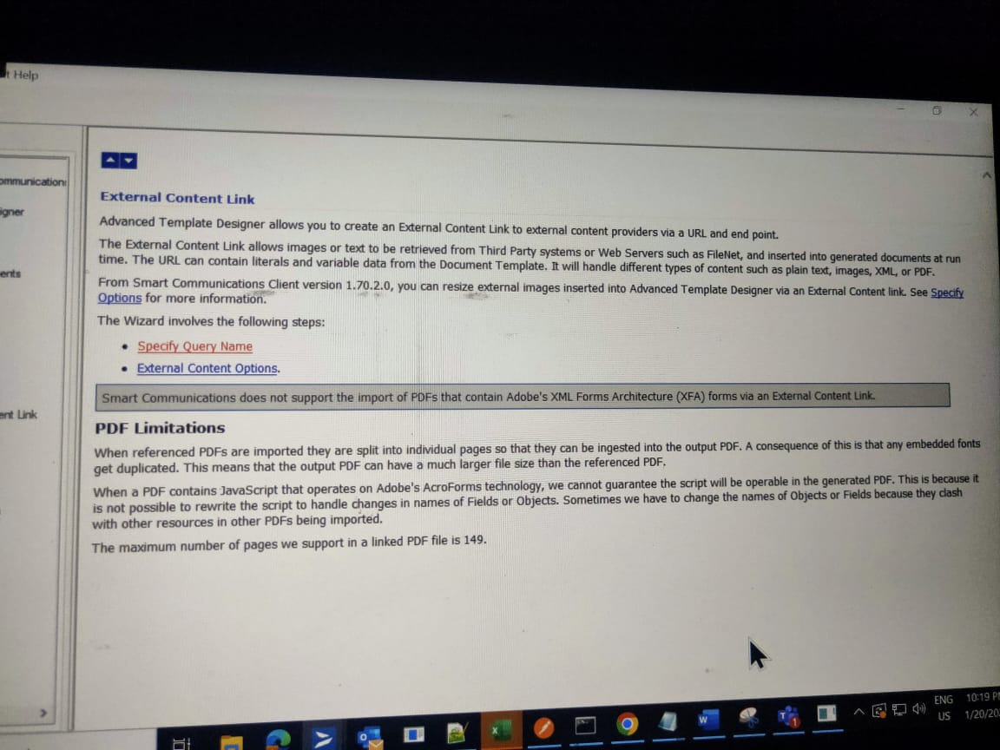 t Help
ommunications
igner
ents
ent Link
External Content Link
Advanced Template Designer allows you to create an External Content Link to external content providers via a URL and end point.
The External Content Link allows images or text to be retrieved from Third Party systems or Web Servers such as FileNet, and inserted into generated documents at run
time. The URL can contain literals and variable data from the Document Template. It will handle different types of content such as plain text, images, XML, or PDF.
From Smart Communications Client version 1.70.2.0, you can resize external images inserted into Advanced Template Designer via an External Content link. See Specify
Options for more information.
The Wizard involves the following steps:
• Specify Query Name
• External Content Options.
Smart Communications does not support the import of PDFs that contain Adobe's XML Forms Architecture (XFA) forms via an External Content Link.
PDF Limitations
When referenced PDFs are imported they are split into individual pages so that they can be ingested into the output PDF. A consequence of this is that any embedded fonts
get duplicated. This means that the output PDF can have a much larger file size than the referenced PDF.
When a PDF contains JavaScript that operates on Adobe's AcroForms technology, we cannot guarantee the script will be operable in the generated PDF. This is because it
is not possible to rewrite the script to handle changes in names of Fields or Objects. Sometimes we have to change the names of Objects or Fields because they clash
with other resources in other PDFs being imported.
The maximum number of pages we support in a linked PDF file is 149.
ENG 10:19 P
US 1/20/20